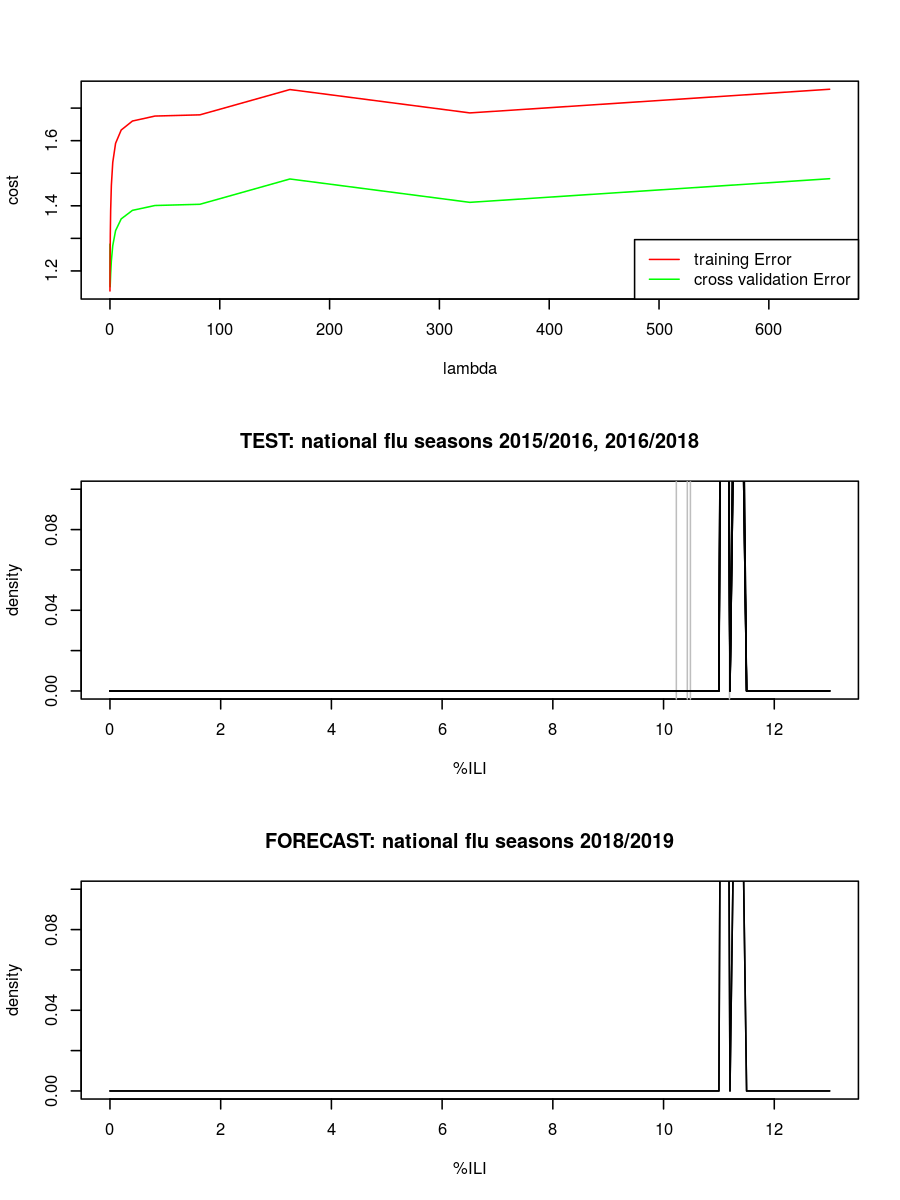 1.6
1.4
1.2
cost
training Error
cross validation Error
0 100 200 300 400 500 600
lambda
TEST: national flu seasons 2015/2016, 2016/2018
0.08
0.04
0.00
density
0 2 4 6 8 10 12
%ILI
FORECAST: national flu seasons 2018/2019
0.08
0.04
0.00
density
0 2 4 6 8 10 12
%ILI